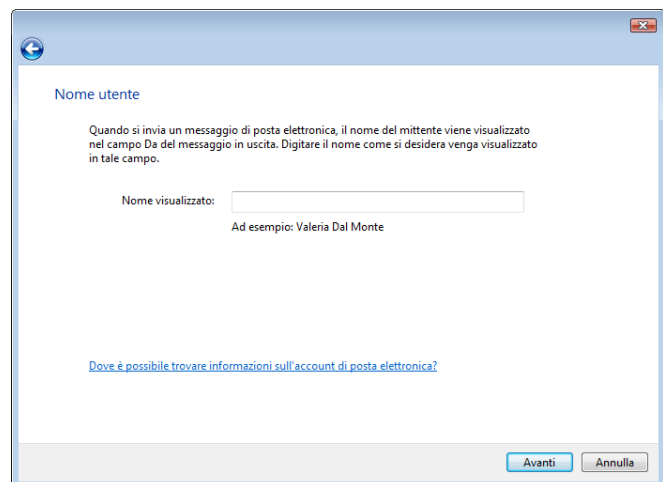 Nome utente
Quando si invia un messaggio di posta elettronica, il nome del mittente viene visualizzato
nel campo Da del messaggio in uscita. Digitare il nome come si desidera venga visualizzato
in tale campo.
Nome visualizzato:
Ad esempio: Valeria Dal Monte
Dove è possibile trovare informazioni sull'account di posta elettronica?
Avanti Annulla